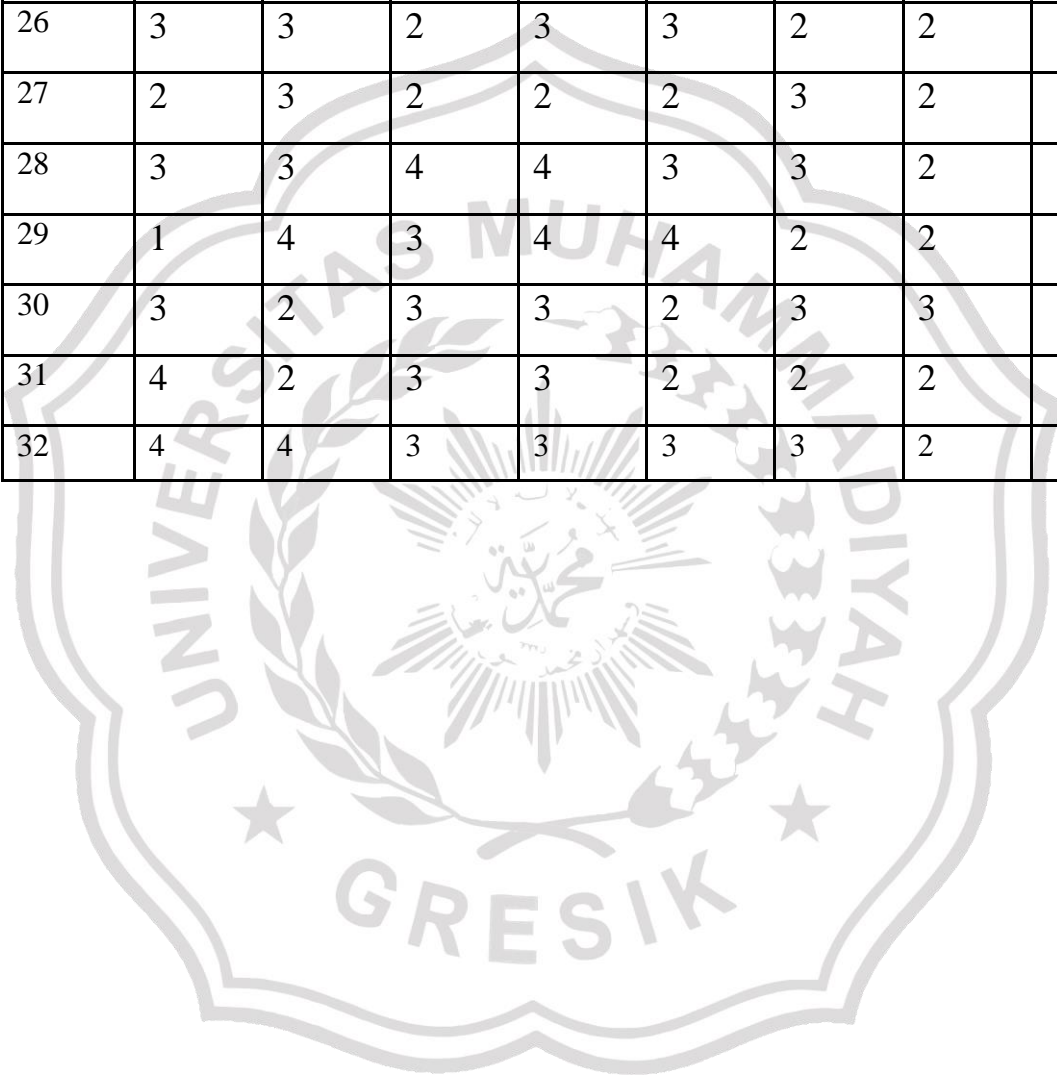 26 3 3 2 3 3 2 2
27 2 3 2 2 2 3 2
28 3 3 4 4 3 3 2
29 1 4 3 4 4 2 2
30 3 2 3 3 2 3 3
31 4 2 3 3 2 2 2
32 4 4 3 3 3 3 2
UNIVERSITAS MUHAMMADIYAH
محمد
GRESIK